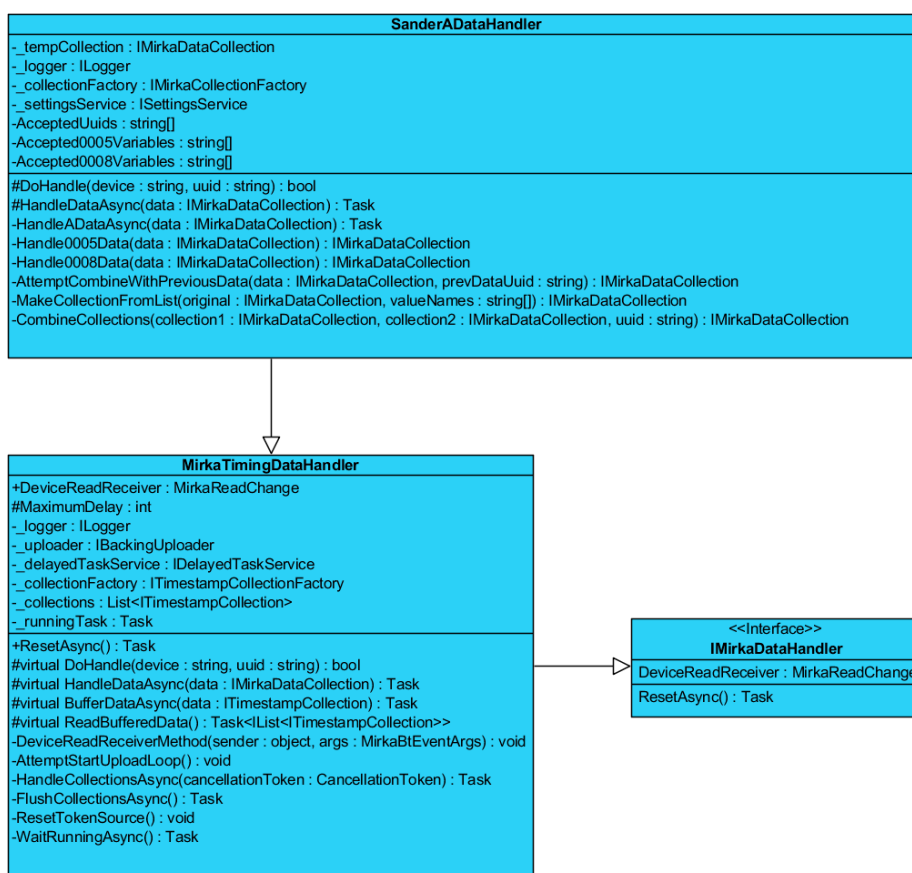 SanderADataHandler
-_tempCollection : IMirkaDataCollection
-_logger : ILogger
-_collectionFactory : IMirkaCollectionFactory
-_settingsService : ISettingsService
-AcceptedUuids : string[]
-Accepted0005Variables : string[]
-Accepted0008Variables : string[]
#DoHandle(device : string, uuid : string) : bool
#HandleDataAsync(data : IMirkaDataCollection) : Task
-HandleADataAsync(data : IMirkaDataCollection) : Task
-Handle0005Data(data : IMirkaDataCollection) : IMirkaDataCollection
-Handle0008Data(data : IMirkaDataCollection) : IMirkaDataCollection
-AttemptCombineWithPreviousData(data : IMirkaDataCollection, prevDataUuid : string) : IMirkaDataCollection
-MakeCollectionFromList(original : IMirkaDataCollection, valueNames : string[]) : IMirkaDataCollection
-CombineCollections(collection1 : IMirkaDataCollection, collection2 : IMirkaDataCollection, uuid : string) : IMirkaDataCollection
MirkaTimingDataHandler
+DeviceReadReceiver : MirkaReadChange
#MaximumDelay : int
-_logger : ILogger
-_uploader : IBackingUploader
-_delayedTaskService : IDelayedTaskService
-_collectionFactory : ITimestampCollectionFactory
-_collections : List<ITimestampCollection>
-_runningTask : Task
+ResetAsync() : Task
#virtual DoHandle(device : string, uuid : string) : bool
#virtual HandleDataAsync(data : IMirkaDataCollection) : Task
#virtual BufferDataAsync(data : ITimestampCollection) : Task
#virtual ReadBufferedData() : Task<IList<ITimestampCollection>>
-DeviceReadReceiverMethod(sender : object, args : MirkaBtEventArgs) : void
-AttemptStartUploadLoop() : void
-HandleCollectionsAsync(cancellationToken : CancellationToken) : Task
-FlushCollectionsAsync() : Task
-ResetTokenSource() : void
-WaitRunningAsync() : Task
<<Interface>>
IMirkaDataHandler
DeviceReadReceiver : MirkaReadChange
ResetAsync() : Task